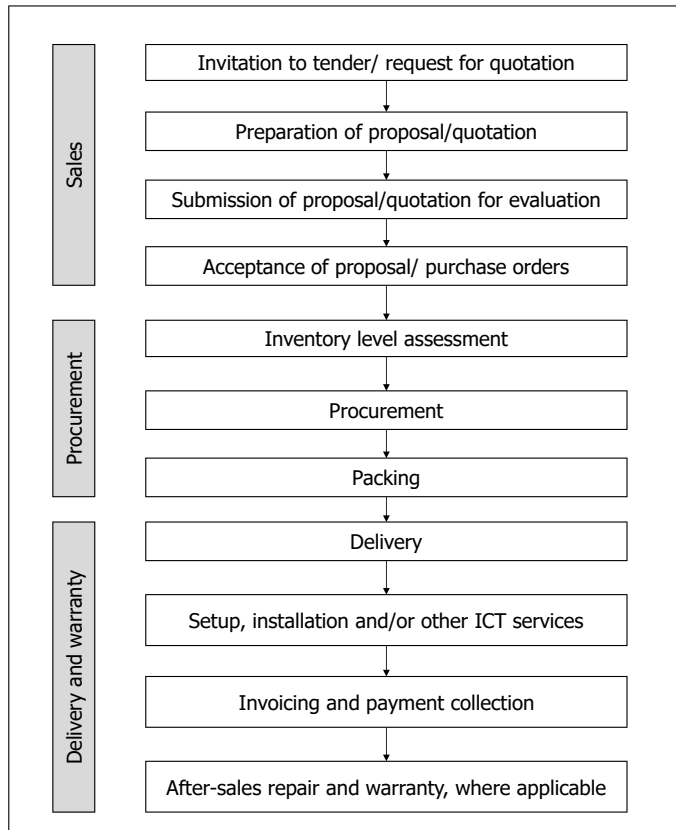 Sales
Invitation to tender/ request for quotation
Preparation of proposal/quotation
Submission of proposal/quotation for evaluation
Acceptance of proposal/ purchase orders
Procurement
Inventory level assessment
Procurement
Packing
Delivery and warranty
Delivery
Setup, installation and/or other ICT services
Invoicing and payment collection
After-sales repair and warranty, where applicable